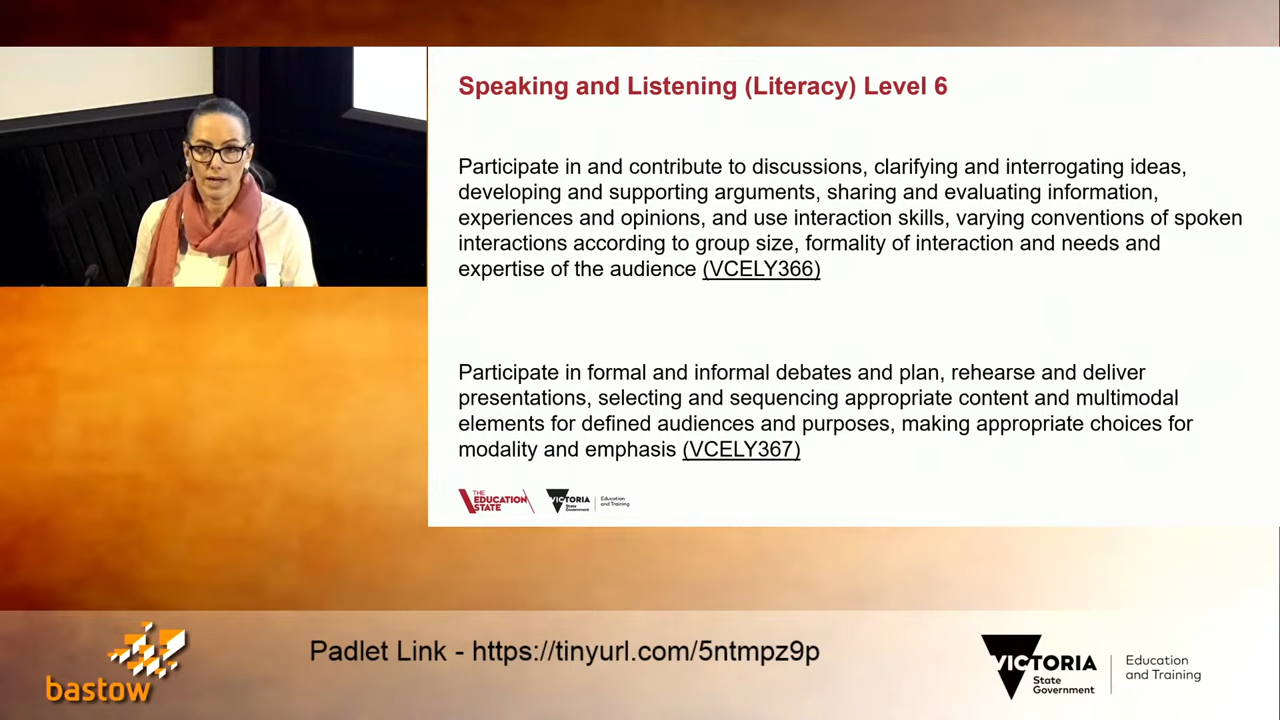 Speaking and Listening (Literacy) Level 6
Participate in and contribute to discussions, clarifying and interrogating ideas,
developing and supporting arguments, sharing and evaluating information,
experiences and opinions, and use interaction skills, varying conventions of spoken
interactions according to group size, formality of interaction and needs and
expertise of the audience (VCELY366)
Participate in formal and informal debates and plan, rehearse and deliver
presentations, selecting and sequencing appropriate content and multimodal
elements for defined audiences and purposes, making appropriate choices for
modality and emphasis (VCELY367)
THE
EDUCATION
STATE
VICTORIA
State
Government
Education
and Training
bastow
Padlet Link - https://tinyurl.com/5ntmpz9p
VICTORIA
State
Government
Education
and Training